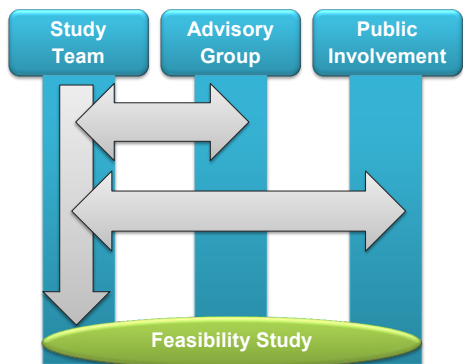 Study
Team
Advisory
Group
Public
Involvement
Feasibility Study